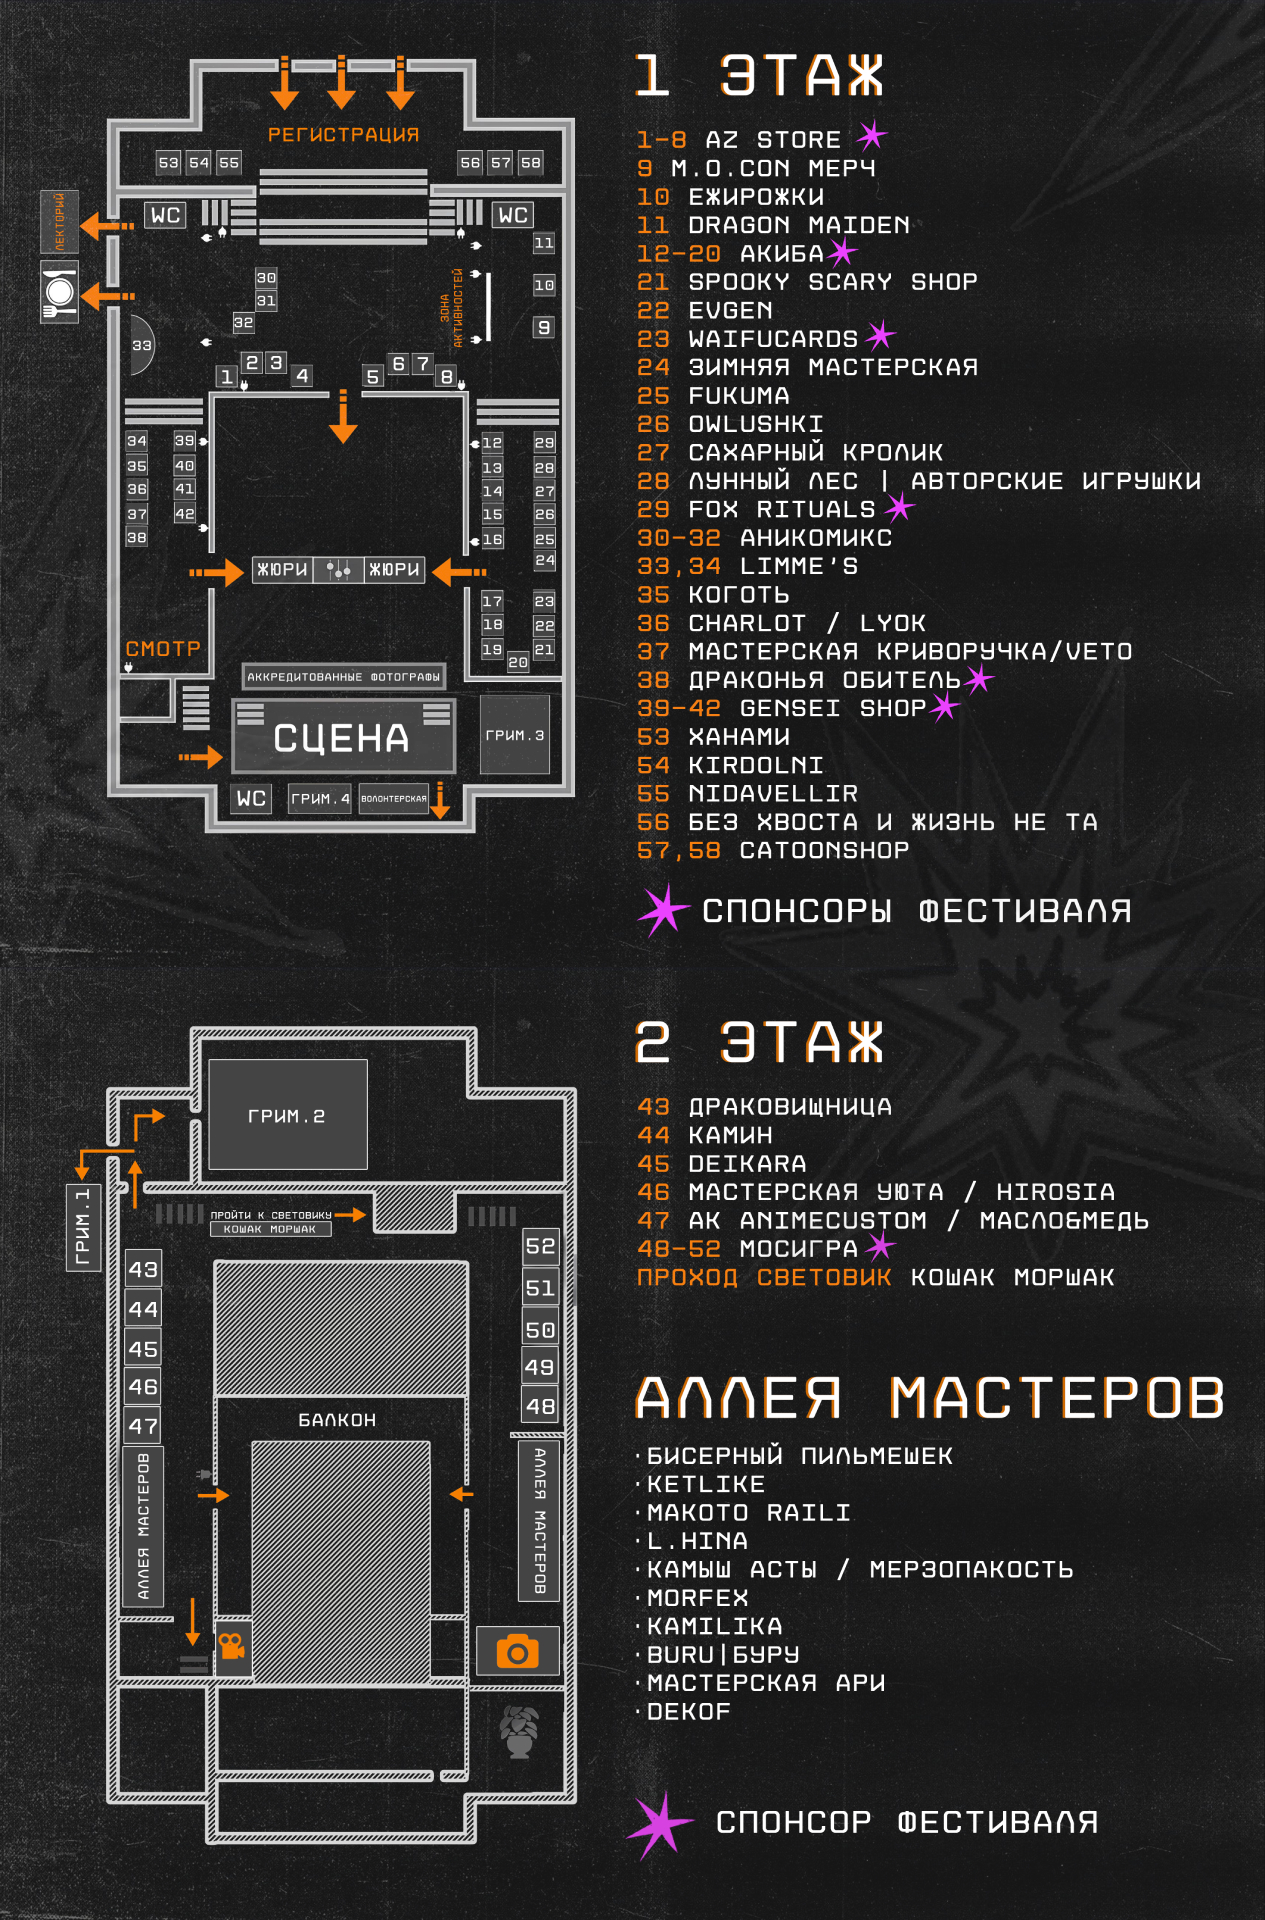 1 ЭТАЖ
1-8 AZ STORE
9 М.О.CON МЕРЧ
10 ЕЖИРОЖКИ
11 DRAGON MAIDEN
12-20 АКИБА
21 SPOOKY SCARY SHOP
22 EVGEN
23 WAIFUCARDS
24 ЗИМНЯЯ МАСТЕРСКАЯ
25 FUKUMA
26 OWLUSHKI
27 САХАРНЫЙ КРОЛИК
28 ЛУННЫЙ ЛЕС | АВТОРСКИЕ ИГРУШКИ
29 FOX RITUALS
30-32 АНИКОМИКС
33,34 LIMME'S
35 КОГОТЬ
36 CHARLOT / LYOK
37 МАСТЕРСКАЯ КРИВОРУЧКА/VETO
38 ДРАКОНЬЯ ОБИТЕЛЬ
39-42 GENSEI SHOP
53 ХАНАМИ
54 KIRDOLNI
55 NIDAVELLIR
56 БЕЗ ХВОСТА И ЖИЗНЬ НЕ ТА
57,58 CATOONSHOP
СПОНСОРЫ ФЕСТИВАЛЯ
РЕГИСТРАЦИЯ
53 54 55 56 57 58
ЛЕКТОРИЙ
WC WC
11
30
10
31
ЗОНА АКТИВНОСТЕЙ
32 9
33
1 2 3 4 5 6 7 8
34 39 12 29
35 40 13 28
36 41 14 27
37 42 15 26
38 16 25
24
ЖЮРИ ЖЮРИ
17 23
18 22
СМОТР 19 21
20
АККРЕДИТОВАННЫЕ ФОТОГРАФЫ
СЦЕНА
ГРИМ.3
WC ГРИМ.4 ВОЛОНТЕРСКАЯ
2 ЭТАЖ
43 ДРАКОВИЩНИЦА
44 КАМИН
45 DEIKARA
46 МАСТЕРСКАЯ УЮТА / HIROSIA
47 AK ANIMECUSTOM / МАСЛО&МЕДЬ
48-52 МОСИГРА
ПРОХОД СВЕТОВИК КОШАК МОРШАК
ГРИМ.2
ГРИМ.1
ПРОЙТИ К СВЕТОВИКУ
КОШАК МОРШАК
43 52
44 51
45 50
46 49
47 48
БАЛКОН
АЛЛЕЯ МАСТЕРОВ
АЛЛЕЯ МАСТЕРОВ
АЛЛЕЯ МАСТЕРОВ
·БИСЕРНЫЙ ПИЛЬМЕШЕК
·KETLIKE
·MAKOTO RAILI
·L.HINA
·КАМЫШ АСТЫ / МЕРЗОПАКОСТЬ
·MORFEX
·KAMILIKA
·BURU|БУРУ
·МАСТЕРСКАЯ АРИ
·DEKOF
СПОНСОР ФЕСТИВАЛЯ